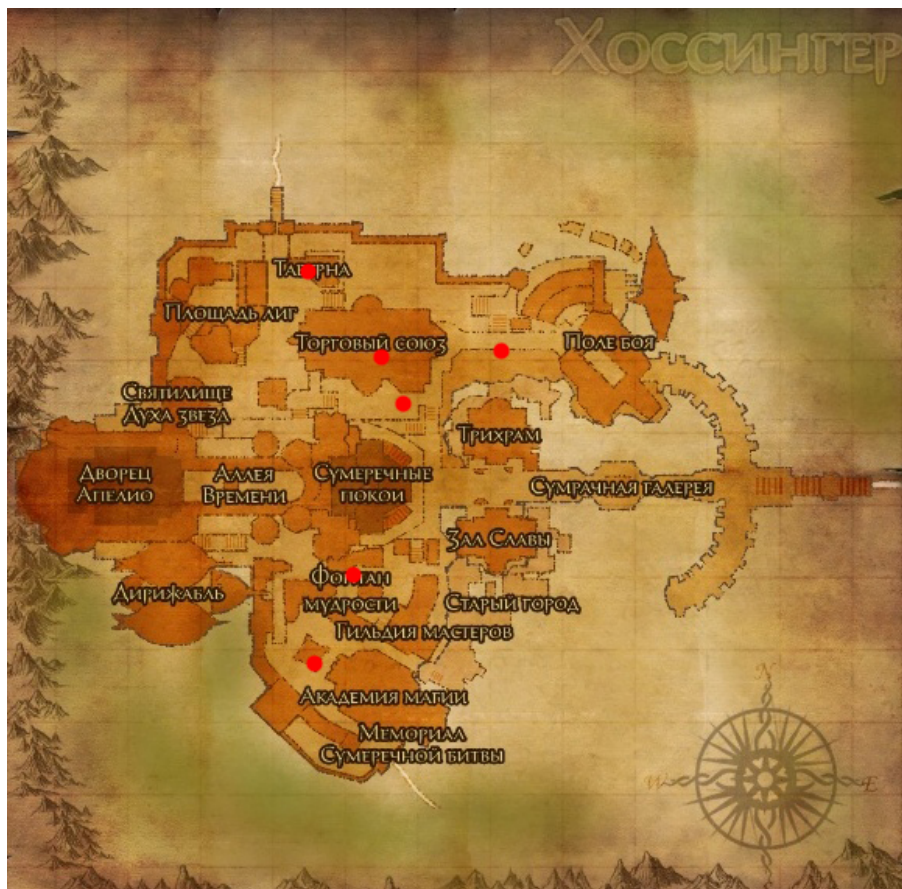 Хоссингер
N
Таверна
Площадь лиг
Торговый союз
Поле боя
Святилище
Духа звезд
Трихрам
Дворец
Апелио
Аллея
Времени
Сумеречные
покои
Сумрачная галерея
Зал Славы
Дирижабль
Фонтан
мудрости
Старый город
Гильдия мастеров
Академия магии
Мемориал
Сумеречной битвы
W
E